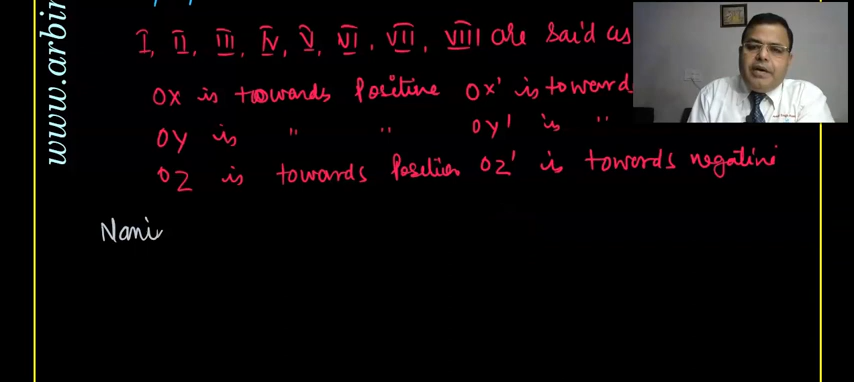 I, II, III, IV, V, VI, VII, VIII are said as
OX is towards Positive OX' is toward
OY is " " OY' is "
OZ is towards Position OZ' is towards negative
Nami
www.arbin